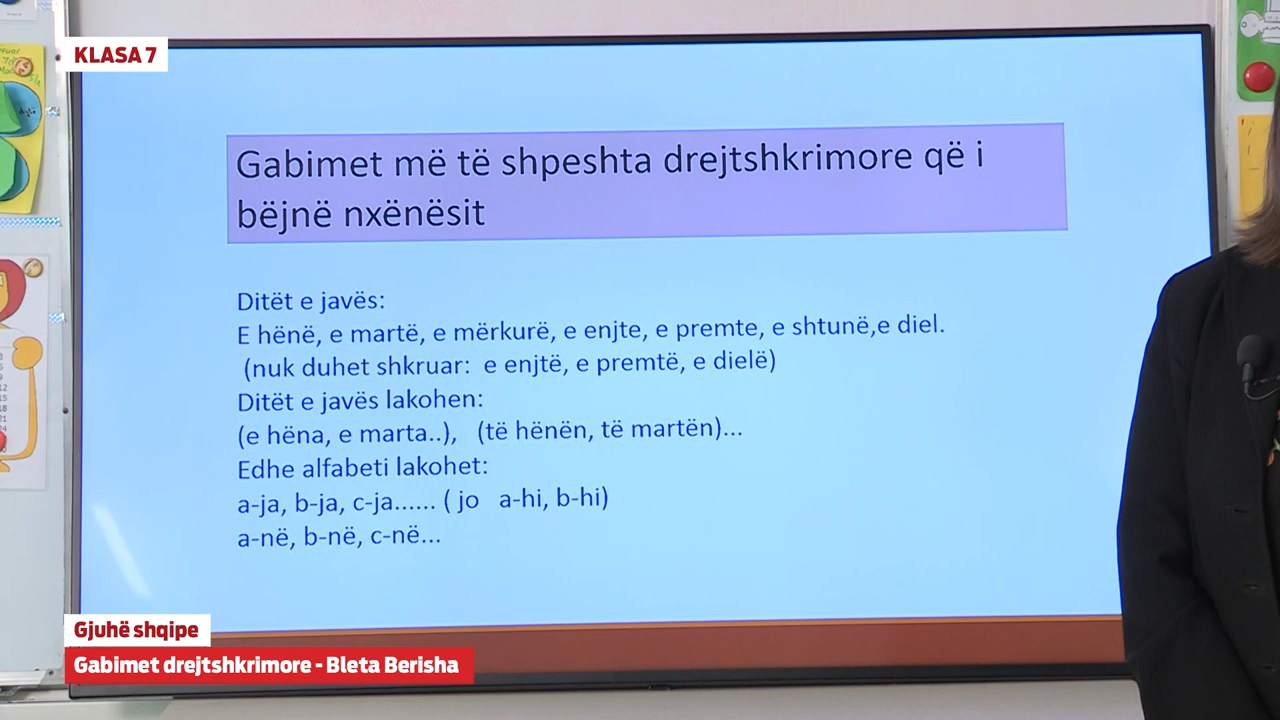 KLASA 7
Gabimet më të shpeshta drejtshkrimore që i
bëjnë nxënësit
Ditët e javës:
E hënë, e martë, e mërkurë, e enjte, e premte, e shtunë,e diel.
(nuk duhet shkruar:  e enjtë, e premtë, e dielë)
Ditët e javës lakohen:
(e hëna, e marta..),   (të hënën, të martën)...
Edhe alfabeti lakohet:
a-ja, b-ja, c-ja...... ( jo   a-hi, b-hi)
a-në, b-në, c-në...
Gjuhë shqipe
Gabimet drejtshkrimore - Bleta Berisha